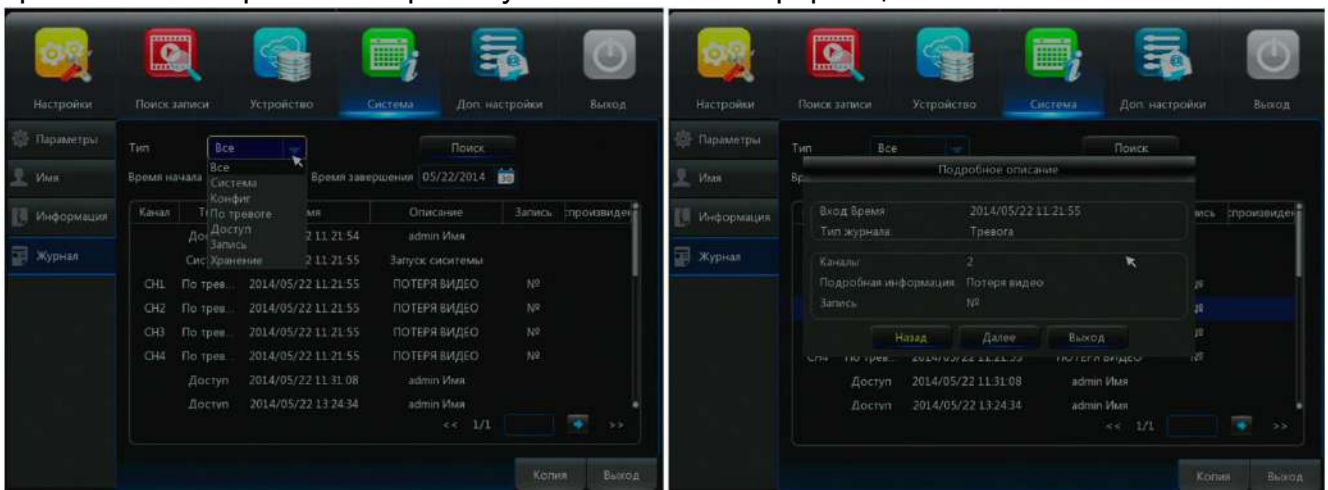 Настройки Поиск записи Устройство Система Доп. настройки Выход
Параметры
Имя
Информация
Журнал
Тип Все Поиск
Время начала Время завершения 05/22/2014
Все
Система
Конфиг
По тревоге
Доступ
Запись
Хранение
Канал Описание Запись
2 11:21:54 admin Имя
2 11:21:55 Запуск сиситемы
CH1 По трев... 2014/05/22 11:21:55 ПОТЕРЯ ВИДЕО №
CH2 По трев... 2014/05/22 11:21:55 ПОТЕРЯ ВИДЕО №
CH3 По трев... 2014/05/22 11:21:55 ПОТЕРЯ ВИДЕО №
CH4 По трев... 2014/05/22 11:21:55 ПОТЕРЯ ВИДЕО №
Доступ 2014/05/22 11:31:08 admin Имя
Доступ 2014/05/22 13:24:34 admin Имя
<< 1/1 >>
Копия Выход
Настройки Поиск записи Устройство Система Доп. настройки Выход
Параметры
Имя
Информация
Журнал
Тип Все Поиск
Подробное описание
Вход Время 2014/05/22 11:21:55
Тип журнала: Тревога
Каналы 2
Подробная информация Потеря видео
Запись №
Назад Далее Выход
Доступ 2014/05/22 11:31:08 admin Имя
Доступ 2014/05/22 13:24:34 admin Имя
<< 1/1 >>
Копия Выход